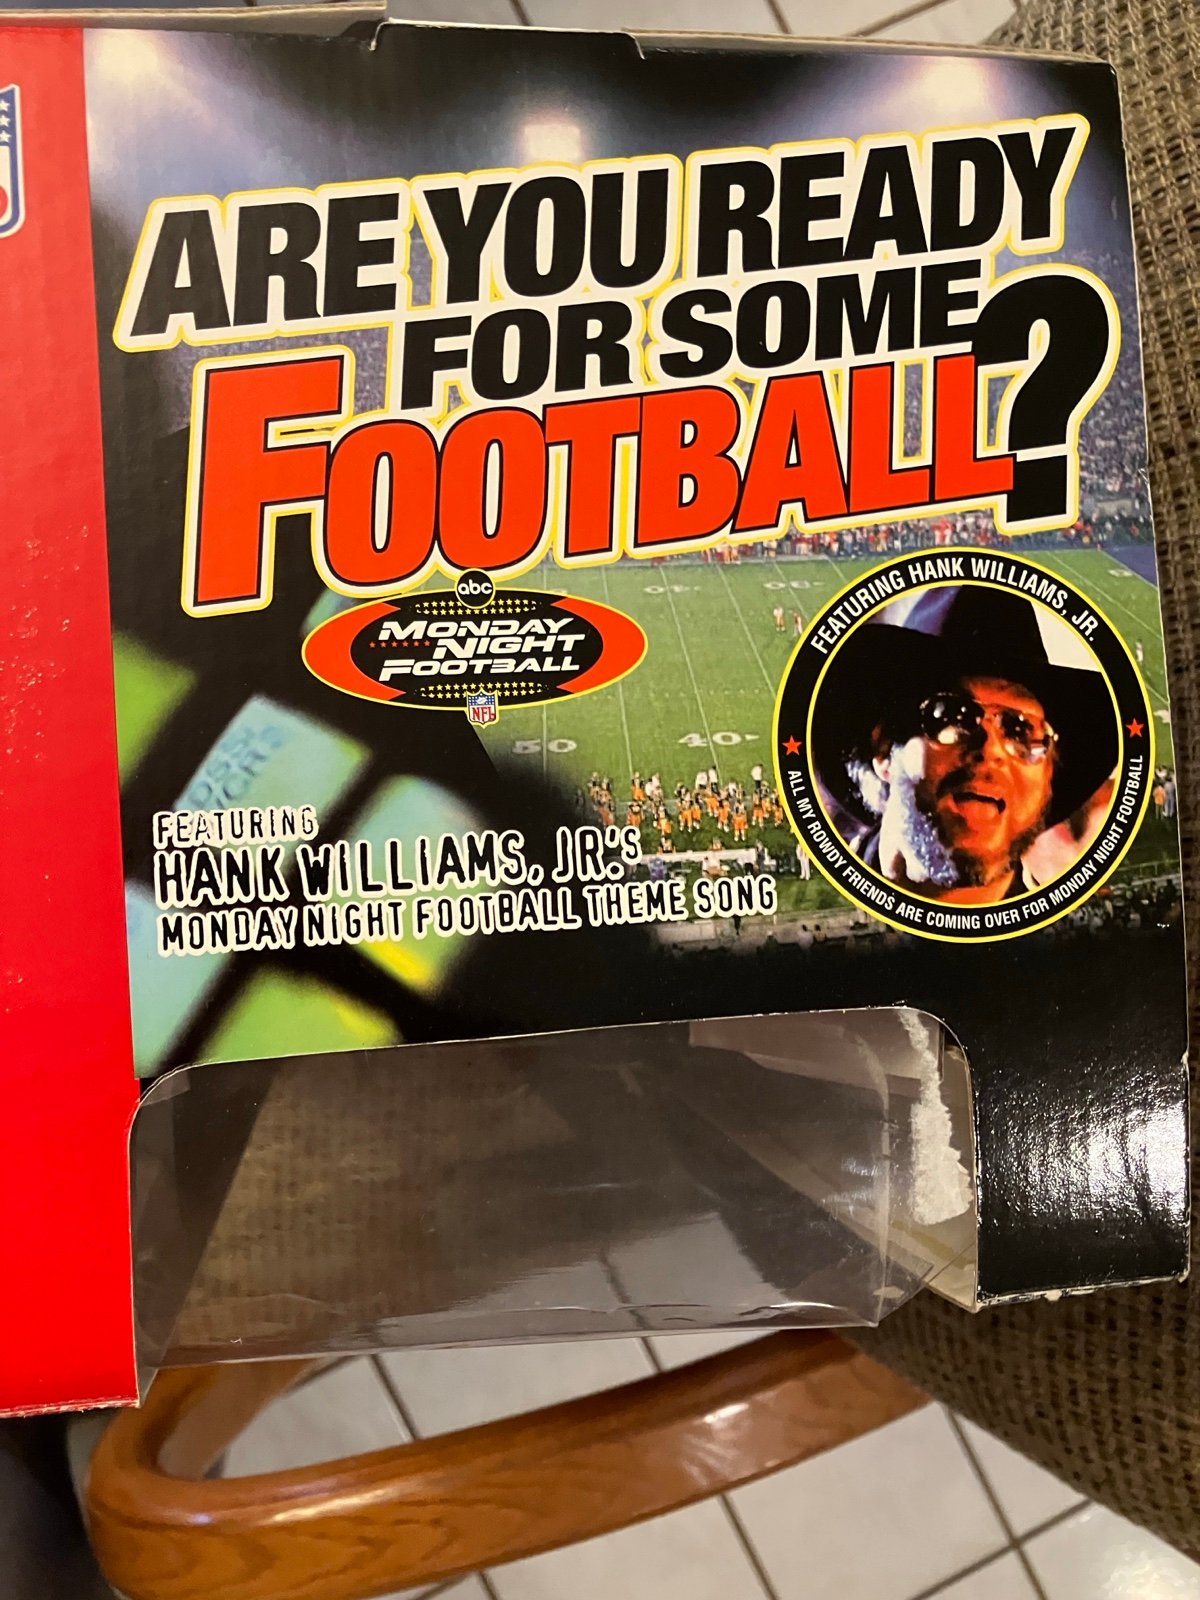 ARE YOU READY
FOR SOME
FOOTBALL?
abc
MONDAY
NIGHT
FOOTBALL
NFL
FEATURING HANK WILLIAMS, JR.
ALL MY ROWDY FRIENDS ARE COMING OVER FOR MONDAY NIGHT FOOTBALL
50
40
FEATURING
HANK WILLIAMS, JR.'S
MONDAY NIGHT FOOTBALL THEME SONG